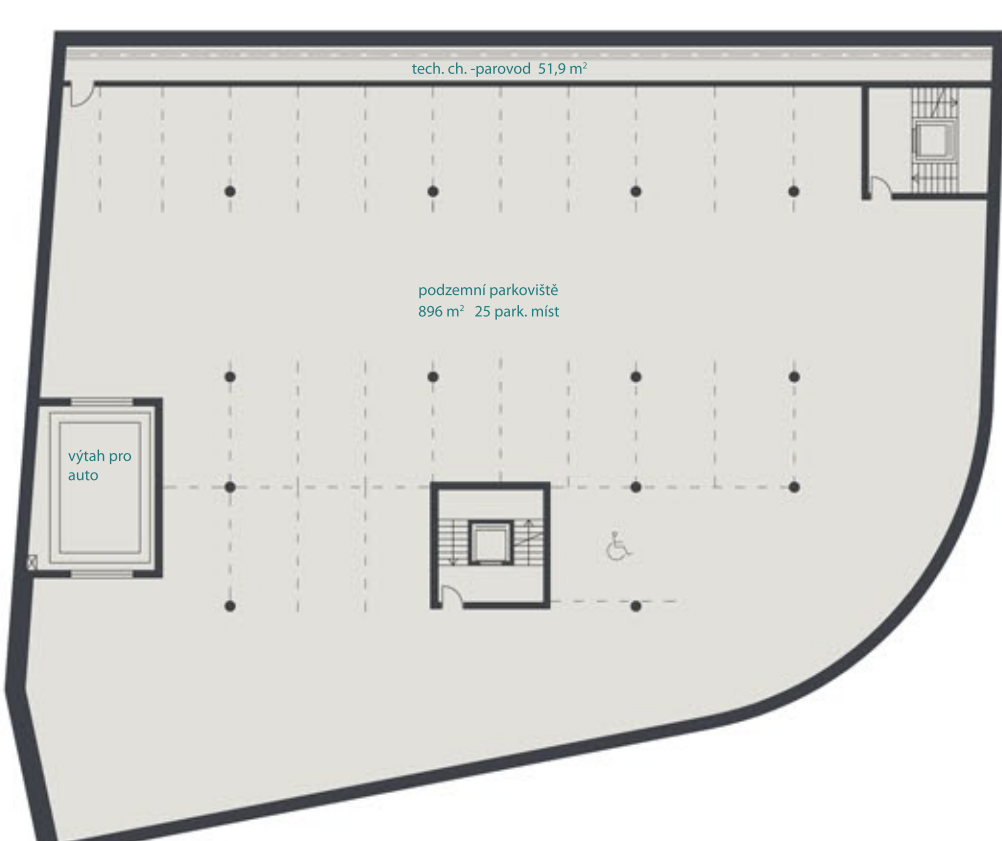 tech. ch. -parovod 51,9 m²
podzemní parkoviště
896 m² 25 park. míst
výtah pro
auto